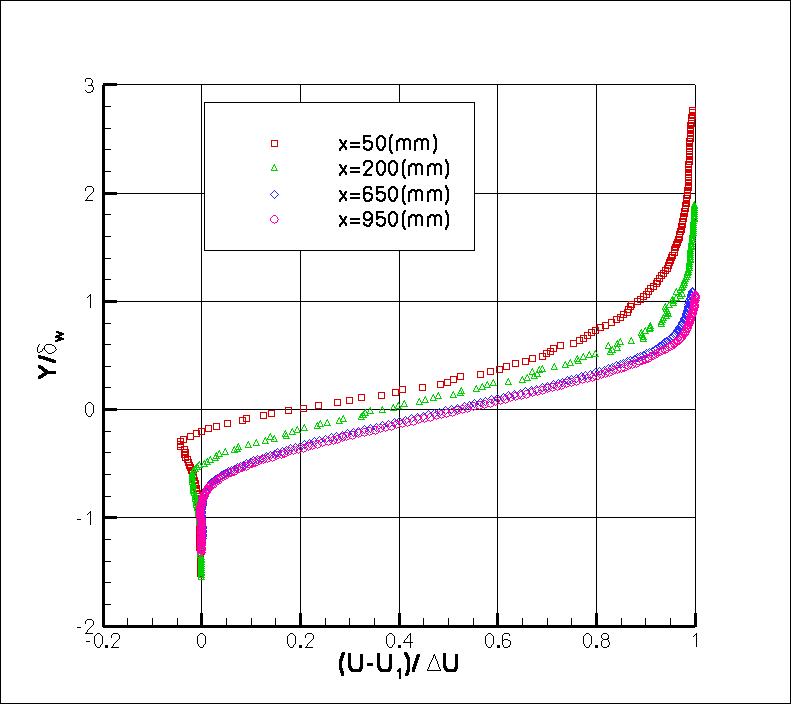 3
2
1
0
-1
-2
Y/δw
x=50(mm)
x=200(mm)
x=650(mm)
x=950(mm)
-0.2 0 0.2 0.4 0.6 0.8 1
(U-U1)/ ΔU